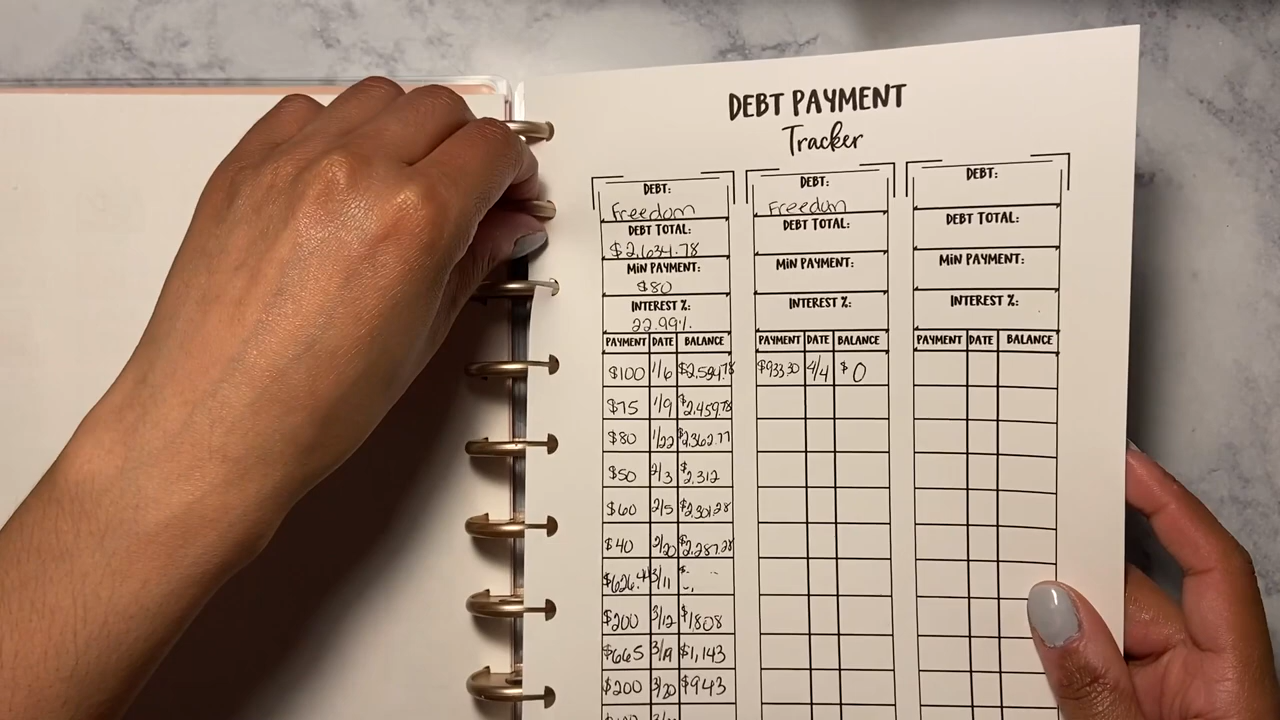 DEBT PAYMENT
Tracker
DEBT: DEBT: DEBT:
Freedom Freedom
DEBT TOTAL: DEBT TOTAL: DEBT TOTAL:
$2,634.78
MIN PAYMENT: MIN PAYMENT: MIN PAYMENT:
$80
INTEREST %: INTEREST %: INTEREST %:
22.99%
PAYMENT DATE BALANCE PAYMENT DATE BALANCE PAYMENT DATE BALANCE
$100 1/6 $2,534.78 $933.30 4/4 $0
$75 1/9 $2,459.78
$80 1/22 $2,362.77
$50 2/3 $2,312
$60 2/5 $2,301.28
$40 2/20 $2,287.28
3/11 $
$200 3/12 $1808
$665 3/19 $1,143
$200 3/20 $943